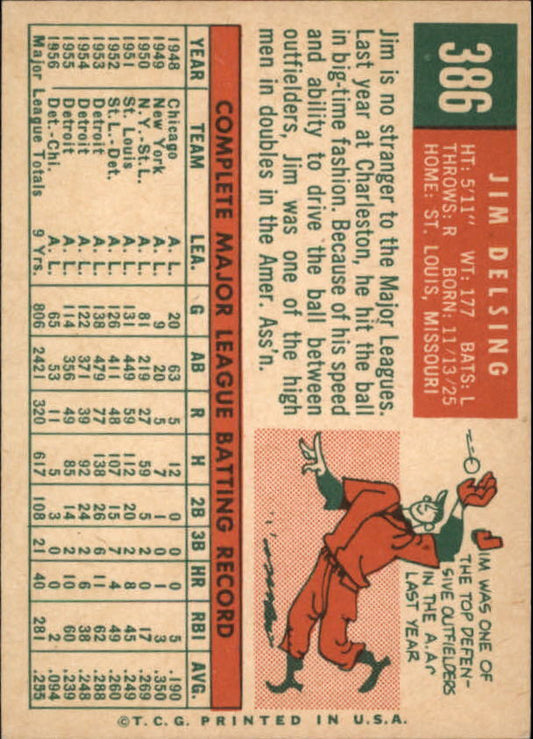 386
JIM DELSING
HT: 5'11" WT: 177 BATS: L
THROWS: R BORN: 11/13/25
HOME: ST. LOUIS, MISSOURI
Jim is no stranger to the Major Leagues.
Last year at Charleston, he hit the ball
in big-time fashion. Because of his speed
and ability to drive the ball between
outfielders, Jim was one of the high
men in doubles in the Amer. Ass'n.
JIM WAS ONE OF
THE TOP DEFEN-
SIVE OUTFIELDERS
IN THE A.A.
LAST YEAR
COMPLETE MAJOR LEAGUE BATTING RECORD
YEAR TEAM LEA. G AB R H 2B 3B HR RBI AVG.
1948 Chicago A. L. 20 63 5 12 0 0 0 5 .190
1949 New York A. L. 9 20 5 7 1 0 1 3 .350
1950 N. Y.-St. L. A. L. 81 219 27 59 5 2 0 17 .269
1951 St. Louis A. L. 131 449 59 112 20 2 8 45 .249
1952 St. L.-Det. A. L. 126 411 48 107 15 7 4 49 .260
1953 Detroit A. L. 138 479 77 138 26 6 11 62 .288
1954 Detroit A. L. 122 371 39 92 24 2 6 38 .248
1955 Detroit A. L. 114 356 49 85 14 2 10 60 .239
1956 Det.-Chi. A. L. 65 53 11 5 3 0 0 2 .094
Major League Totals 9 Yrs. 806 2421 320 617 108 21 40 281 .255
©T. C. G. PRINTED IN U.S.A.